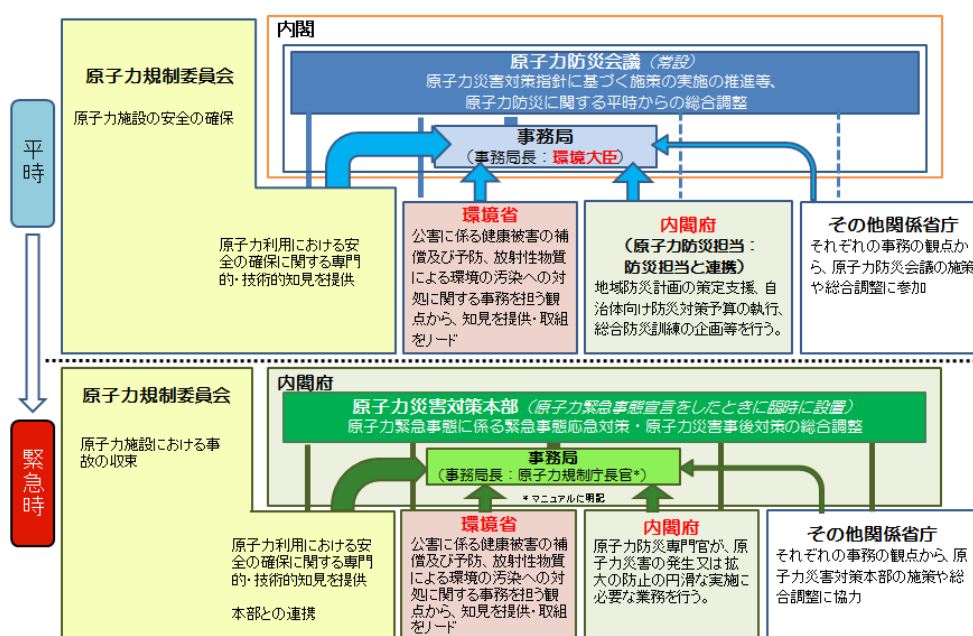 平時
緊急時
原子力規制委員会
原子力施設の安全の確保
原子力利用における安
全の確保に関する専門
的・技術的知見を提供
内閣
原子力防災会議（常設）
原子力災害対策指針に基づく施策の実施の推進等、
原子力防災に関する平時からの総合調整
事務局
（事務局長：環境大臣）
環境省
公害に係る健康被害の補
償及び予防、放射性物質
による環境の汚染への対
処に関する事務を担う観
点から、知見を提供・取組
をリード
内閣府
（原子力防災担当：
防災担当と連携）
地域防災計画の策定支援、自
治体向け防災対策予算の執行、
総合防災訓練の企画等を行う。
その他関係省庁
それぞれの事務の観点か
ら、原子力防災会議の施策
や総合調整に参加
原子力規制委員会
原子力施設における事
故の収束
原子力利用における安
全の確保に関する専門
的・技術的知見を提供
本部との連携
内閣府
原子力災害対策本部（原子力緊急事態宣言をしたときに臨時に設置）
原子力緊急事態に係る緊急事態応急対策・原子力災害事後対策の総合調整
事務局
（事務局長：原子力規制庁長官*）
*マニュアルに明記
環境省
公害に係る健康被害の補
償及び予防、放射性物質
による環境の汚染への対
処に関する事務を担う観
点から、知見を提供・取組
をリード
内閣府
原子力防災専門官が、原
子力災害の発生又は拡
大の防止の円滑な実施に
必要な業務を行う。
その他関係省庁
それぞれの事務の観点から、原
子力災害対策本部の施策や総
合調整に協力